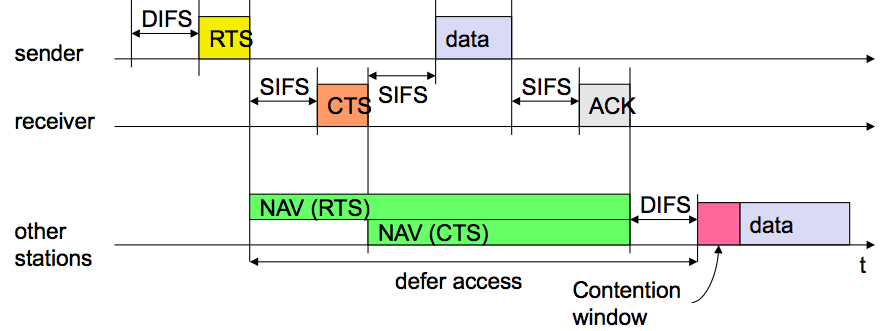 DIFS
RTS
data
sender
SIFS
SIFS
SIFS
CTS
ACK
receiver
NAV (RTS)
DIFS
NAV (CTS)
data
other
stations
defer access
t
Contention
window